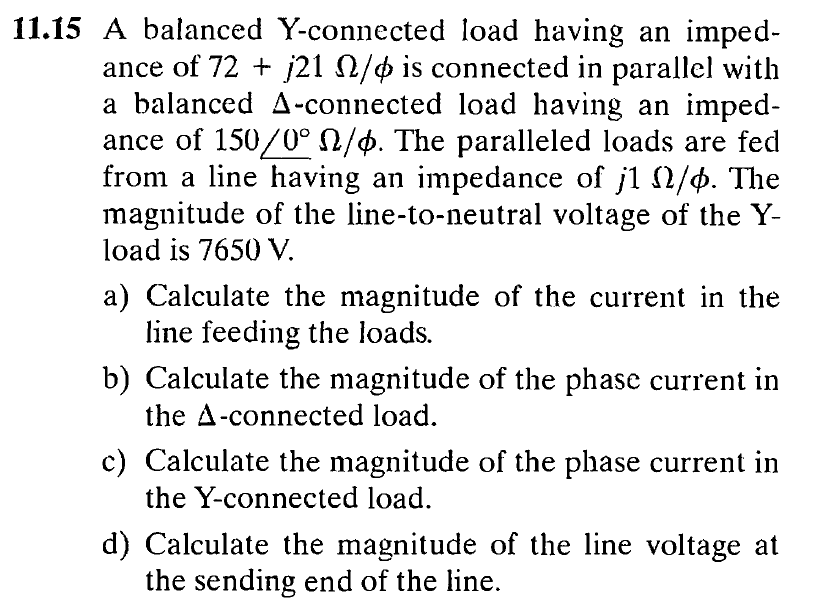 11.15 A balanced Y-connected load having an imped-
ance of 72 + j21 Ω/ϕ is connected in parallel with
a balanced Δ-connected load having an imped-
ance of 150∠0° Ω/ϕ. The paralleled loads are fed
from a line having an impedance of j1 Ω/ϕ. The
magnitude of the line-to-neutral voltage of the Y-
load is 7650 V.
a) Calculate the magnitude of the current in the
line feeding the loads.
b) Calculate the magnitude of the phase current in
the Δ-connected load.
c) Calculate the magnitude of the phase current in
the Y-connected load.
d) Calculate the magnitude of the line voltage at
the sending end of the line.